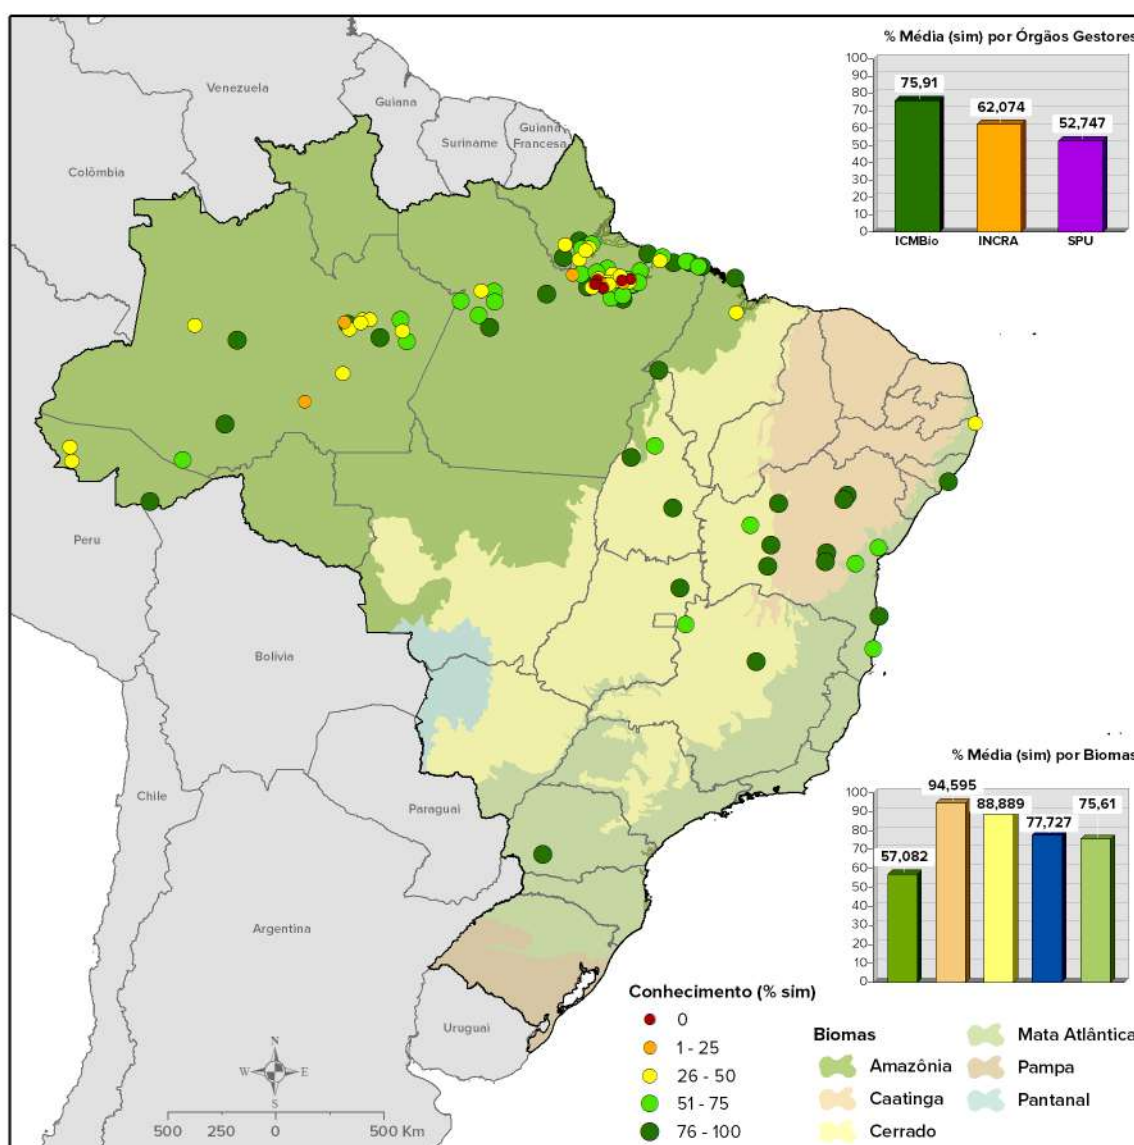 % Média (sim) por Órgãos Gestores
100
90
80
70
60
50
40
30
20
10
0
75,91
62,074
52,747
ICMBio
INCRA
SPU
Venezuela
Guiana
Suriname
Guiana
Francesa
Colômbia
Peru
Bolívia
Chile
Paraguai
Argentina
Uruguai
% Média (sim) por Biomas
100
90
80
70
60
50
40
30
20
10
0
57,082
94,595
88,889
77,727
75,61
N
W
E
S
500
250
0
500 Km
Conhecimento (% sim)
0
1 - 25
26 - 50
51 - 75
76 - 100
Biomas
Amazônia
Caatinga
Cerrado
Mata Atlântica
Pampa
Pantanal